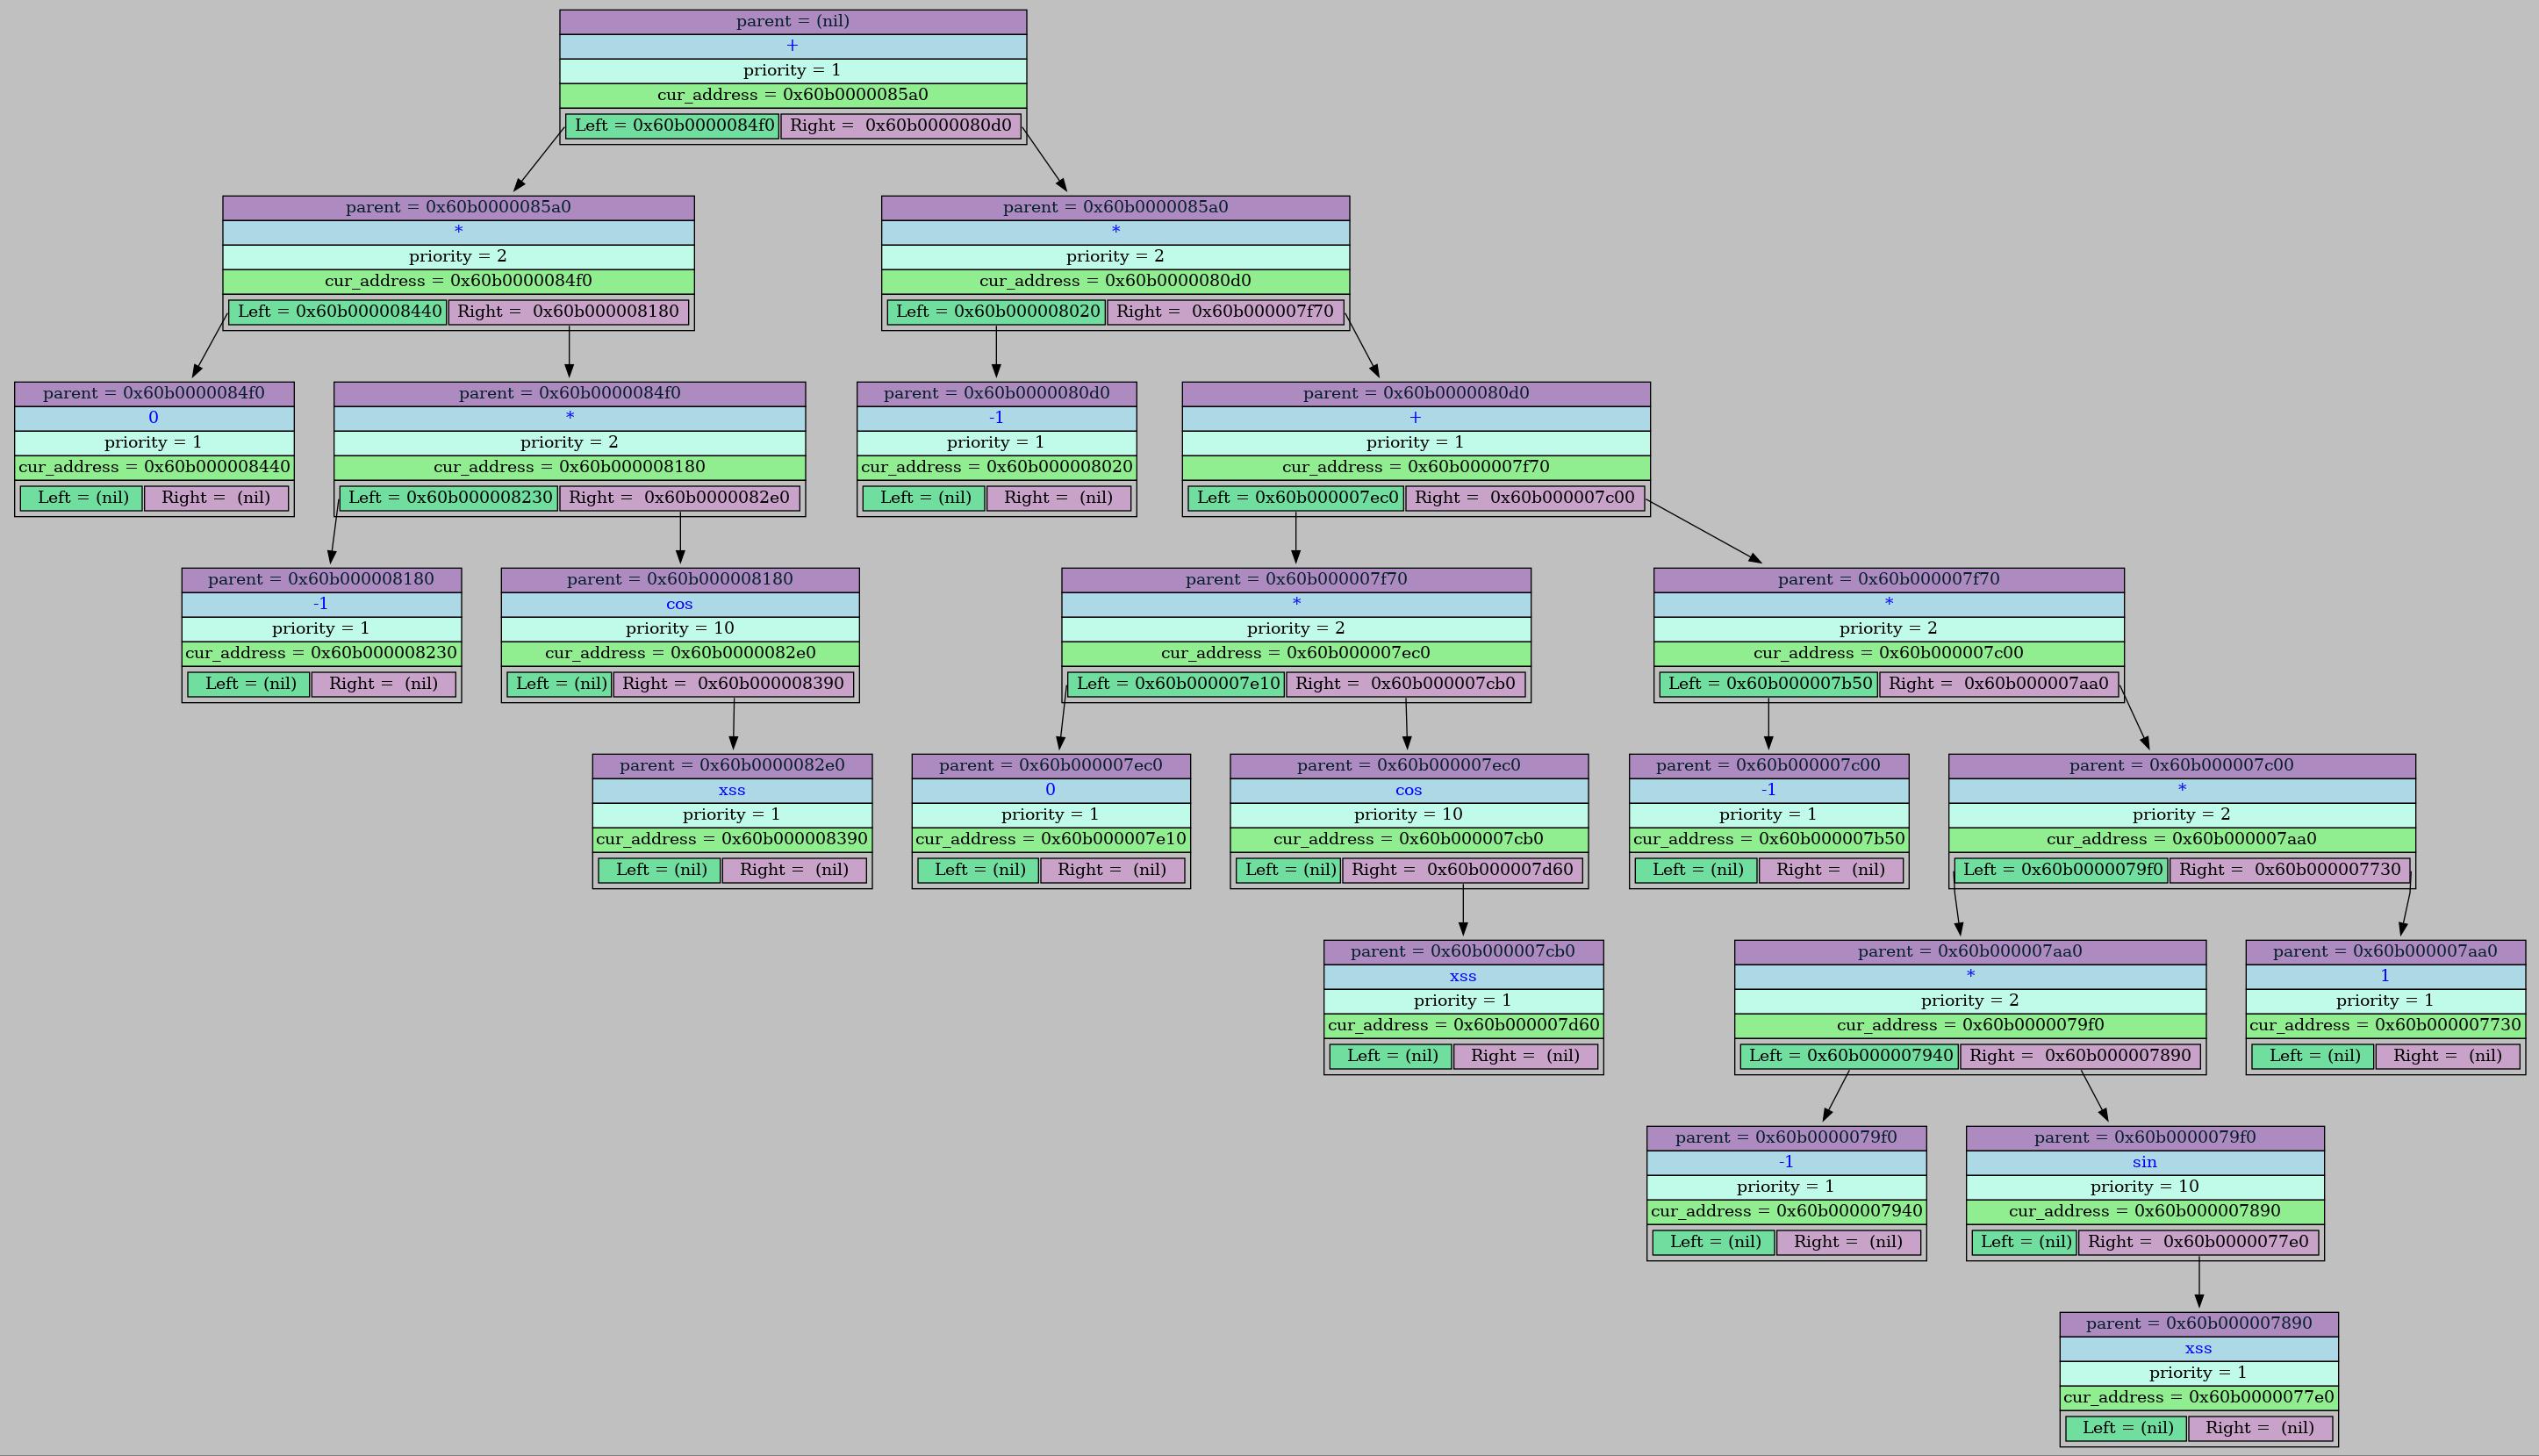 parent = (nil)
+
priority = 1
cur_address = 0x60b0000085a0
Left = 0x60b0000084f0 Right = 0x60b0000080d0
parent = 0x60b0000085a0
*
priority = 2
cur_address = 0x60b0000084f0
Left = 0x60b000008440 Right = 0x60b000008180
parent = 0x60b0000085a0
*
priority = 2
cur_address = 0x60b0000080d0
Left = 0x60b000008020 Right = 0x60b000007f70
parent = 0x60b0000084f0
0
priority = 1
cur_address = 0x60b000008440
Left = (nil) Right = (nil)
parent = 0x60b0000084f0
*
priority = 2
cur_address = 0x60b000008180
Left = 0x60b000008230 Right = 0x60b0000082e0
parent = 0x60b0000080d0
-1
priority = 1
cur_address = 0x60b000008020
Left = (nil) Right = (nil)
parent = 0x60b0000080d0
+
priority = 1
cur_address = 0x60b000007f70
Left = 0x60b000007ec0 Right = 0x60b000007c00
parent = 0x60b000008180
-1
priority = 1
cur_address = 0x60b000008230
Left = (nil) Right = (nil)
parent = 0x60b000008180
cos
priority = 10
cur_address = 0x60b0000082e0
Left = (nil) Right = 0x60b000008390
parent = 0x60b000007f70
*
priority = 2
cur_address = 0x60b000007ec0
Left = 0x60b000007e10 Right = 0x60b000007cb0
parent = 0x60b000007f70
*
priority = 2
cur_address = 0x60b000007c00
Left = 0x60b000007b50 Right = 0x60b000007aa0
parent = 0x60b0000082e0
xss
priority = 1
cur_address = 0x60b000008390
Left = (nil) Right = (nil)
parent = 0x60b000007ec0
0
priority = 1
cur_address = 0x60b000007e10
Left = (nil) Right = (nil)
parent = 0x60b000007ec0
cos
priority = 10
cur_address = 0x60b000007cb0
Left = (nil) Right = 0x60b000007d60
parent = 0x60b000007c00
-1
priority = 1
cur_address = 0x60b000007b50
Left = (nil) Right = (nil)
parent = 0x60b000007c00
*
priority = 2
cur_address = 0x60b000007aa0
Left = 0x60b0000079f0 Right = 0x60b000007730
parent = 0x60b000007cb0
xss
priority = 1
cur_address = 0x60b000007d60
Left = (nil) Right = (nil)
parent = 0x60b000007aa0
*
priority = 2
cur_address = 0x60b0000079f0
Left = 0x60b000007940 Right = 0x60b000007890
parent = 0x60b000007aa0
1
priority = 1
cur_address = 0x60b000007730
Left = (nil) Right = (nil)
parent = 0x60b0000079f0
-1
priority = 1
cur_address = 0x60b000007940
Left = (nil) Right = (nil)
parent = 0x60b0000079f0
sin
priority = 10
cur_address = 0x60b000007890
Left = (nil) Right = 0x60b0000077e0
parent = 0x60b000007890
xss
priority = 1
cur_address = 0x60b0000077e0
Left = (nil) Right = (nil)